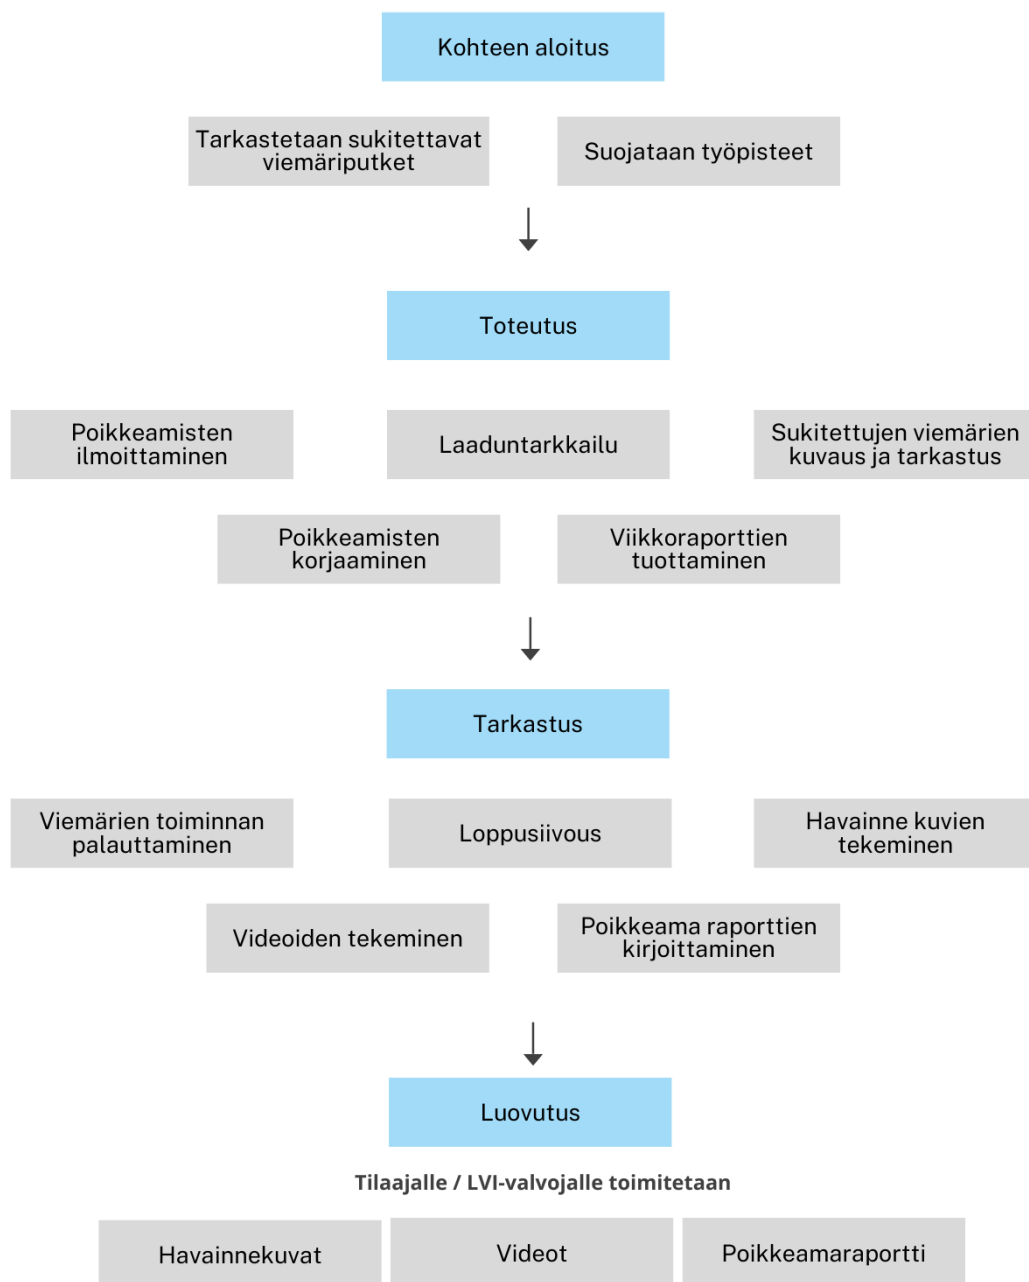 Kohteen aloitus
Tarkastetaan sukitettavat
viemäriputket
Suojataan työpisteet
Toteutus
Poikkeamisten
ilmoittaminen
Laaduntarkkailu
Sukitettujen viemärien
kuvaus ja tarkastus
Poikkeamisten
korjaaminen
Viikkoraporttien
tuottaminen
Tarkastus
Viemärien toiminnan
palauttaminen
Loppusiivous
Havainne kuvien
tekeminen
Videoiden tekeminen
Poikkeama raporttien
kirjoittaminen
Luovutus
Tilaajalle / LVI-valvojalle toimitetaan
Havainnekuvat
Videot
Poikkeamaraportti